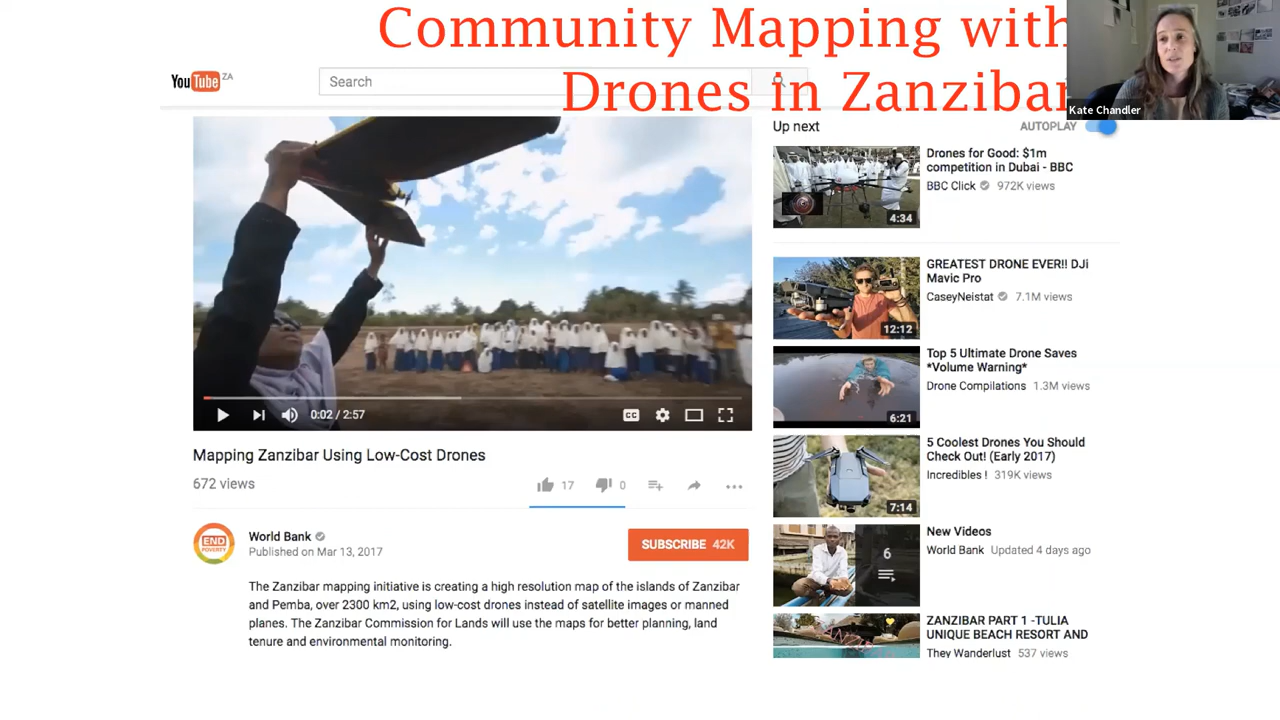 Community Mapping with
Drones in Zanzibar
Kate Chandler
YouTube ZA
Search
Up next
AUTOPLAY
Drones for Good: $1m
competition in Dubai - BBC
BBC Click 972K views
4:34
GREATEST DRONE EVER!! DJi
Mavic Pro
CaseyNeistat 7.1M views
12:12
Top 5 Ultimate Drone Saves
*Volume Warning*
Drone Compilations 1.3M views
6:21
5 Coolest Drones You Should
Check Out! (Early 2017)
Incredibles ! 319K views
7:14
New Videos
World Bank Updated 4 days ago
6
ZANZIBAR PART 1 -TULIA
UNIQUE BEACH RESORT AND
They Wanderlust 537 views
0:02 / 2:57
CC
Mapping Zanzibar Using Low-Cost Drones
672 views
17
0
END
POVERTY
World Bank
Published on Mar 13, 2017
SUBSCRIBE 42K
The Zanzibar mapping initiative is creating a high resolution map of the islands of Zanzibar
and Pemba, over 2300 km2, using low-cost drones instead of satellite images or manned
planes. The Zanzibar Commission for Lands will use the maps for better planning, land
tenure and environmental monitoring.